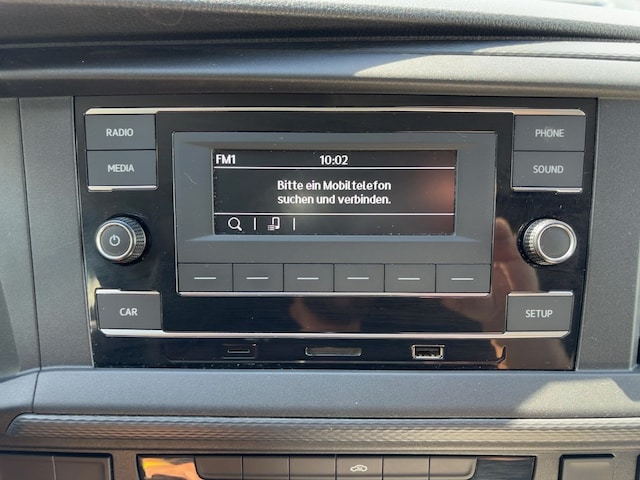 RADIO
MEDIA
FM1 10:02
Bitte ein Mobiltelefon
suchen und verbinden.
PHONE
SOUND
CAR
SETUP